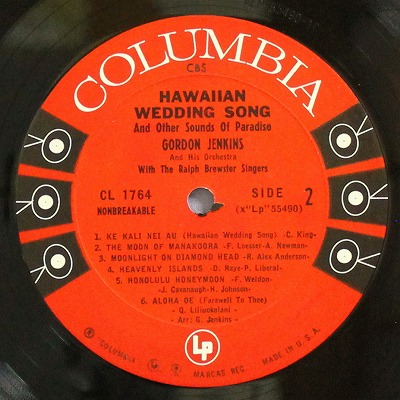 COLUMBIA
CBS
HAWAIIAN
WEDDING SONG
And Other Sounds Of Paradise
GORDON JENKINS
And His Orchestra
With The Ralph Brewster Singers
CL 1764
NONBREAKABLE
SIDE 2
(x"Lp"55490)
1. KE KALI NEI AU (Hawaiian Wedding Song) -C. King-
2. THE MOON OF MANAKOORA -F. Loesser-A. Newman-
3. MOONLIGHT ON DIAMOND HEAD -R. Alex Anderson-
4. HEAVENLY ISLANDS -D. Raye-P. Liberal-
5. HONOLULU HONEYMOON -F. Weldon-
-J. Cavanaugh-H. Johnson-
6. ALOHA OE (Farewell To Thee)
- Q. Liliuokalani -
- Arr: G. Jenkins -
Lp
"COLUMBIA"
MARCAS REG.
MADE IN U.S.A.